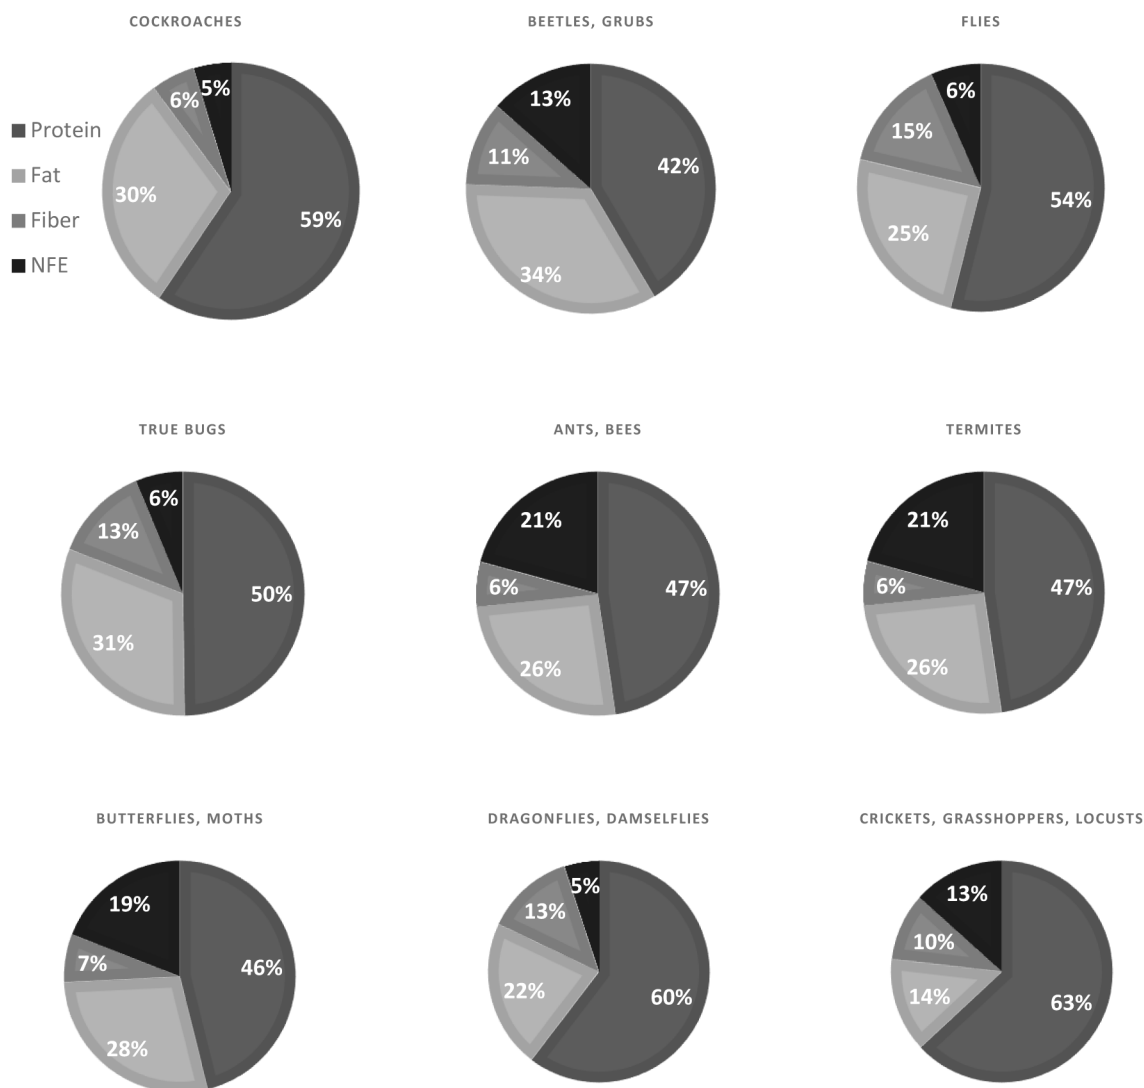 COCKROACHES
BEETLES, GRUBS
FLIES
Protein
Fat
Fiber
NFE
5%
6%
30%
59%
13%
11%
42%
34%
6%
15%
54%
25%
TRUE BUGS
ANTS, BEES
TERMITES
6%
13%
50%
31%
21%
6%
47%
26%
21%
6%
47%
26%
BUTTERFLIES, MOTHS
DRAGONFLIES, DAMSELFLIES
CRICKETS, GRASSHOPPERS, LOCUSTS
19%
7%
46%
28%
5%
13%
22%
60%
13%
10%
14%
63%